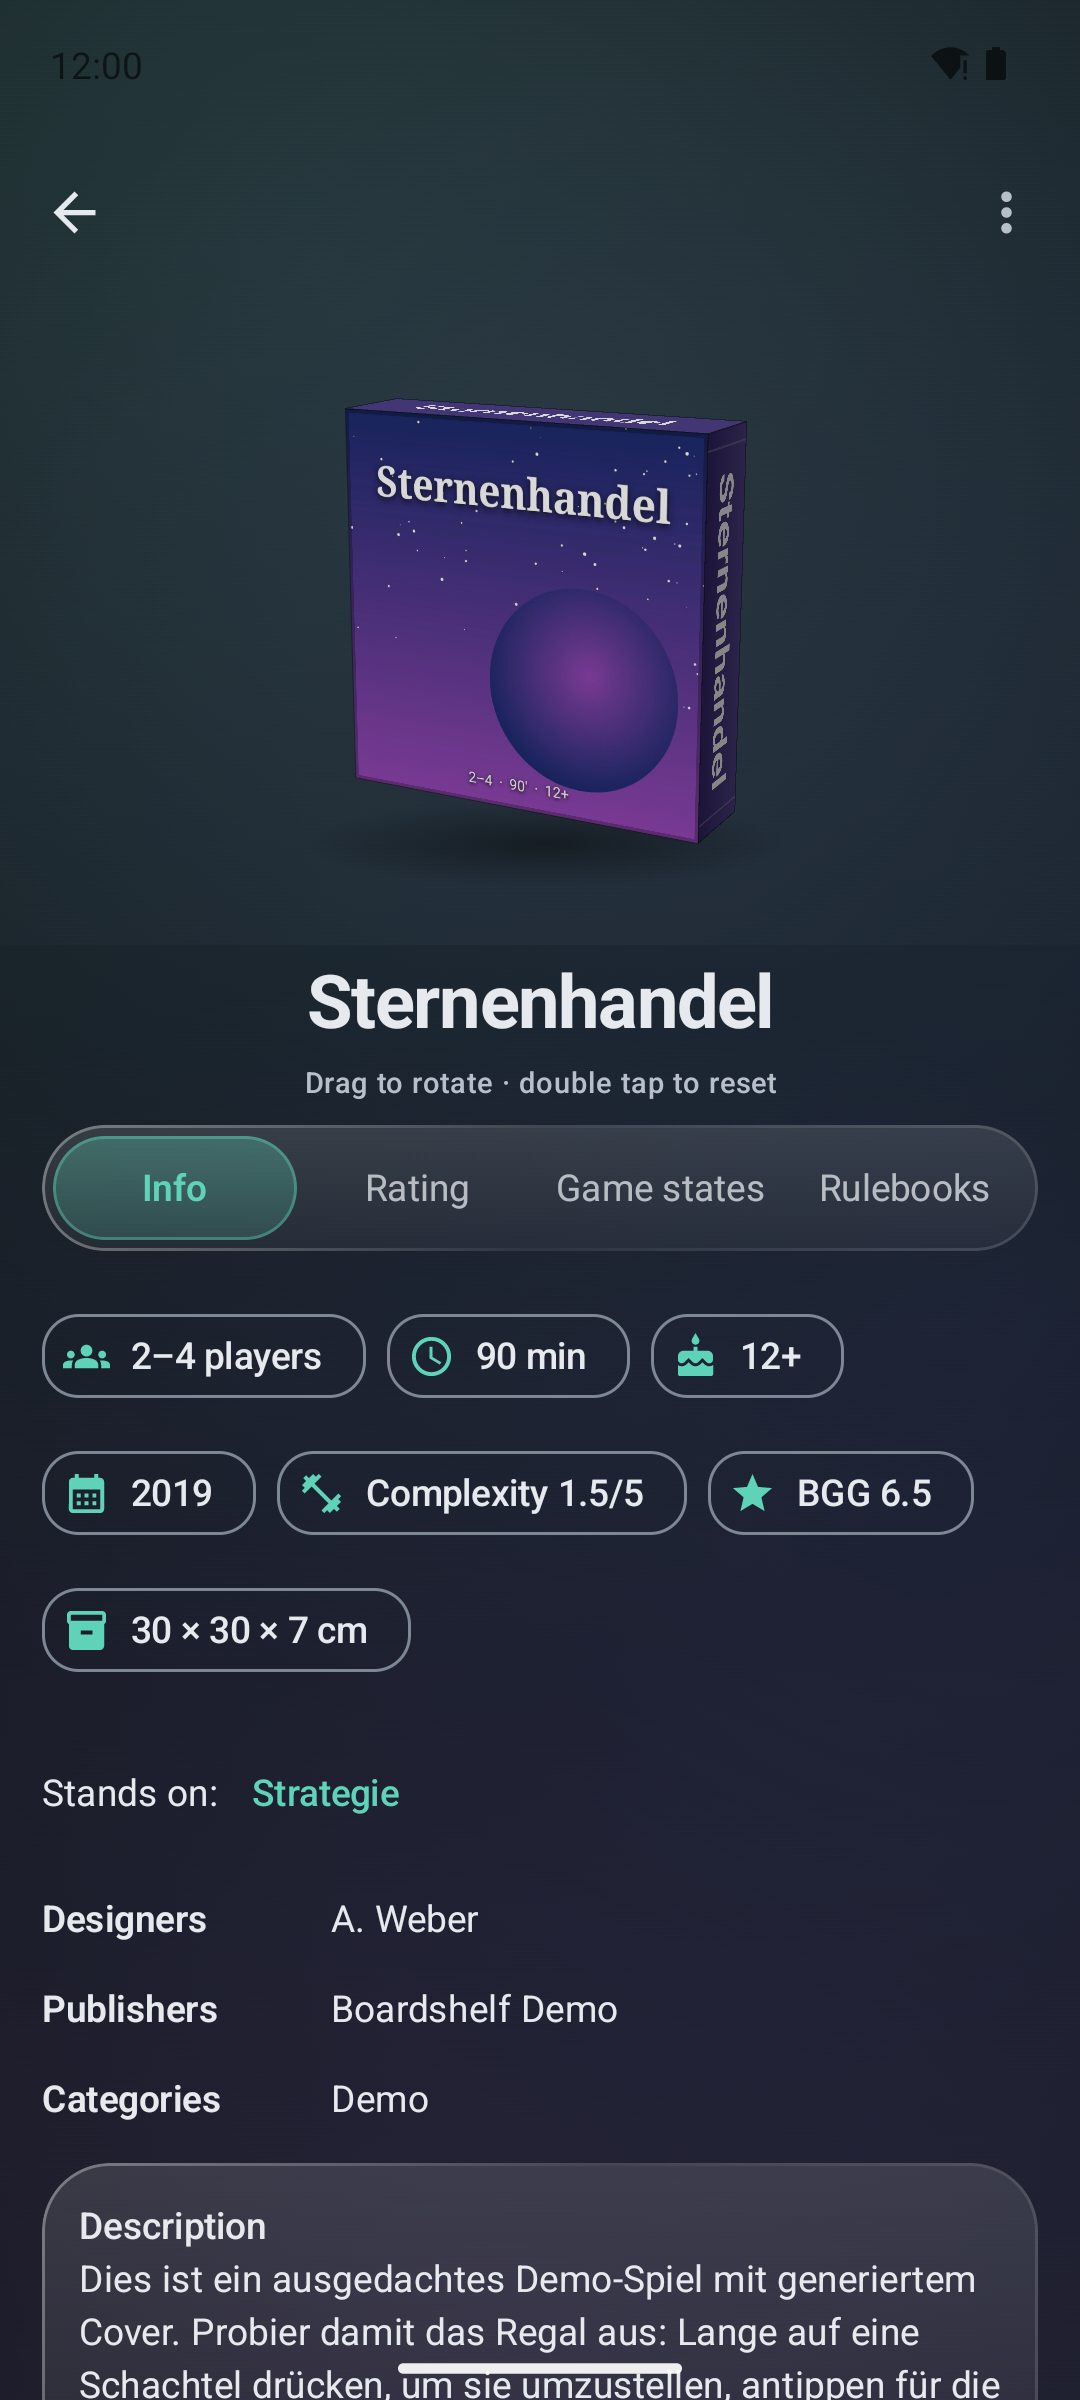 12:00
Sternenhandel
Sternenhandel
Sternenhandel
2–4 · 90' · 12+
Sternenhandel
Drag to rotate · double tap to reset
Info Rating Game states Rulebooks
2–4 players 90 min 12+
2019 Complexity 1.5/5 BGG 6.5
30 × 30 × 7 cm
Stands on: Strategie
Designers A. Weber
Publishers Boardshelf Demo
Categories Demo
Description
Dies ist ein ausgedachtes Demo-Spiel mit generiertem
Cover. Probier damit das Regal aus: Lange auf eine
Schachtel drücken, um sie umzustellen, antippen für die